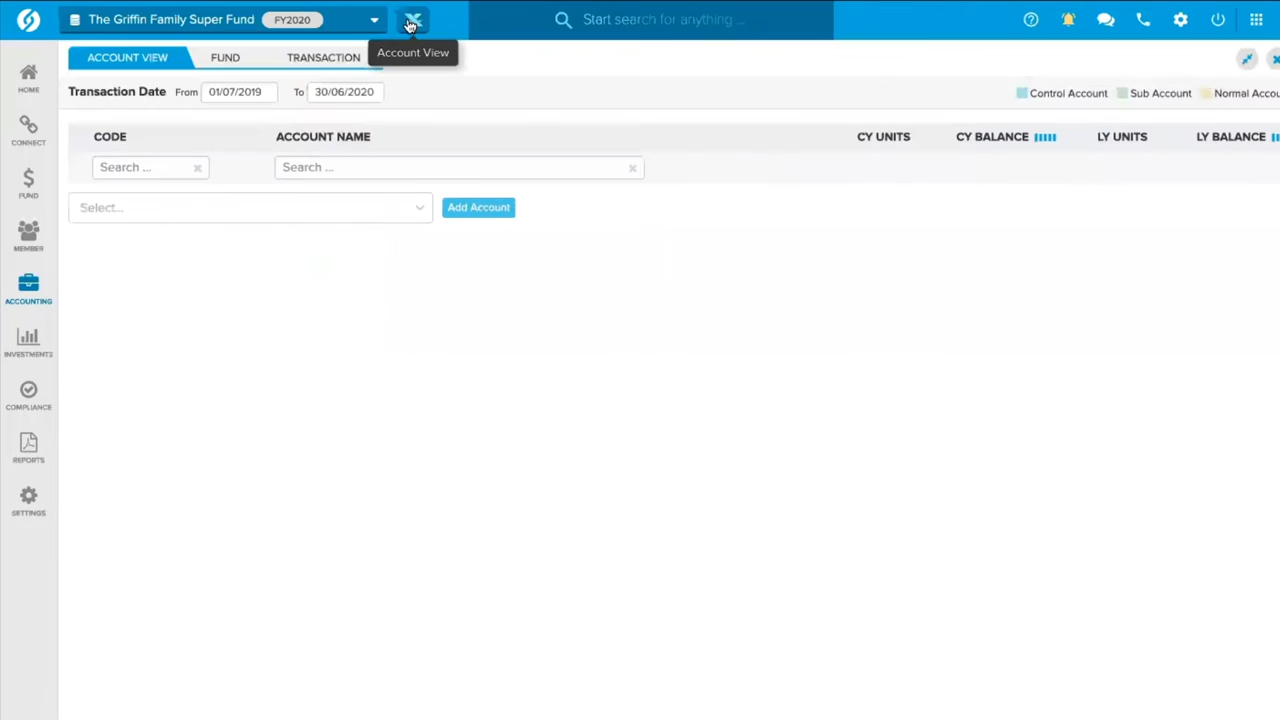 The Griffin Family Super Fund FY2020 Start search for anything ...
Account View
ACCOUNT VIEW FUND TRANSACTION
Transaction Date From 01/07/2019 To 30/06/2020 Control Account Sub Account Normal
CODE ACCOUNT NAME CY UNITS CY BALANCE LY UNITS LY BALANCE
Search ... × Search ... ×
Select... Add Account
HOME
CONNECT
FUND
MEMBER
ACCOUNTING
INVESTMENTS
COMPLIANCE
REPORTS
SETTINGS